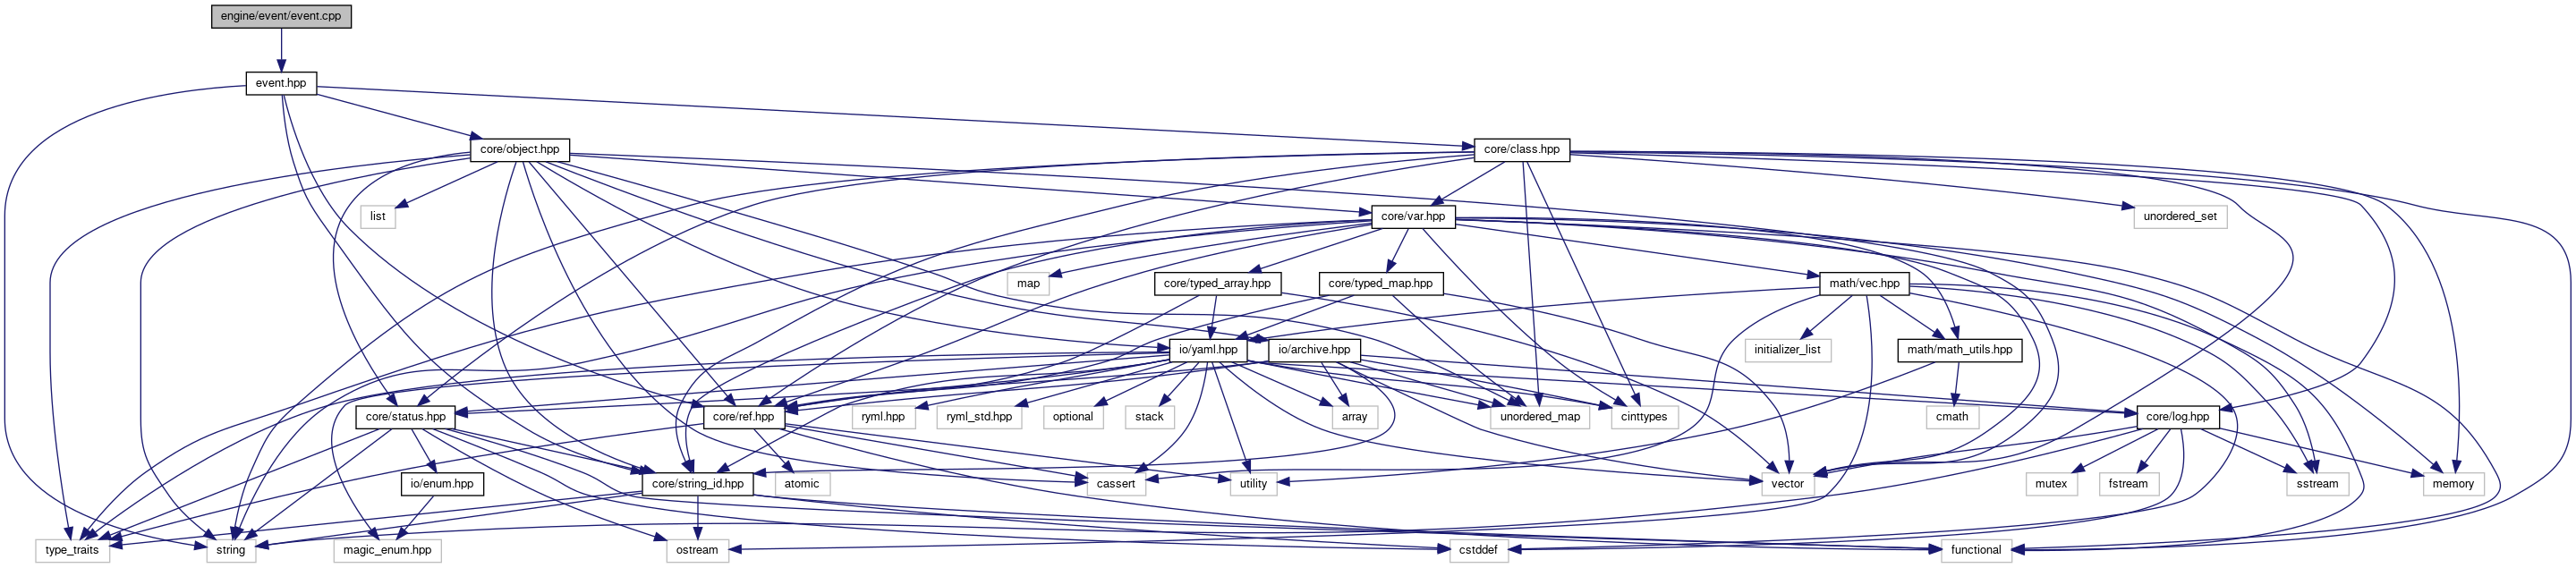 engine/event/event.cpp
event.hpp
core/object.hpp
core/class.hpp
list
core/var.hpp
unordered_set
map
core/typed_array.hpp
core/typed_map.hpp
math/vec.hpp
io/yaml.hpp
io/archive.hpp
initializer_list
math/math_utils.hpp
core/status.hpp
core/ref.hpp
ryml.hpp
ryml_std.hpp
optional
stack
array
unordered_map
cinttypes
cmath
core/log.hpp
io/enum.hpp
core/string_id.hpp
atomic
cassert
utility
vector
mutex
fstream
sstream
memory
type_traits
string
magic_enum.hpp
ostream
cstddef
functional